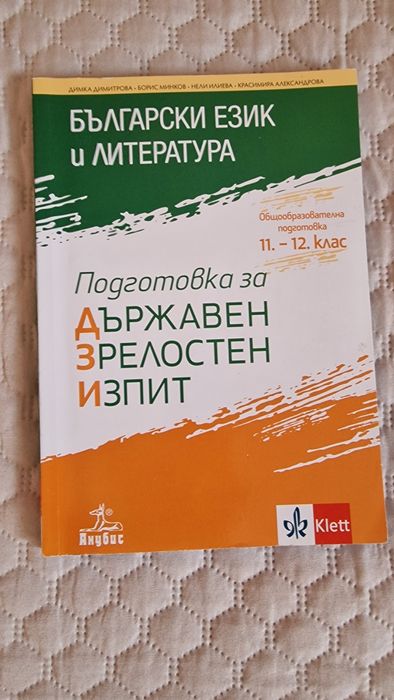 ДИМКА ДИМИТРОВА • БОРИС МИНКОВ • НЕЛИ ИЛИЕВА • КРАСИМИРА АЛЕКСАНДРОВА
БЪЛГАРСКИ ЕЗИК
и ЛИТЕРАТУРА
Общообразователна
подготовка
11. – 12. клас
Подготовка за
ДЪРЖАВЕН
ЗРЕЛОСТЕН
ИЗПИТ
Анубис
Klett